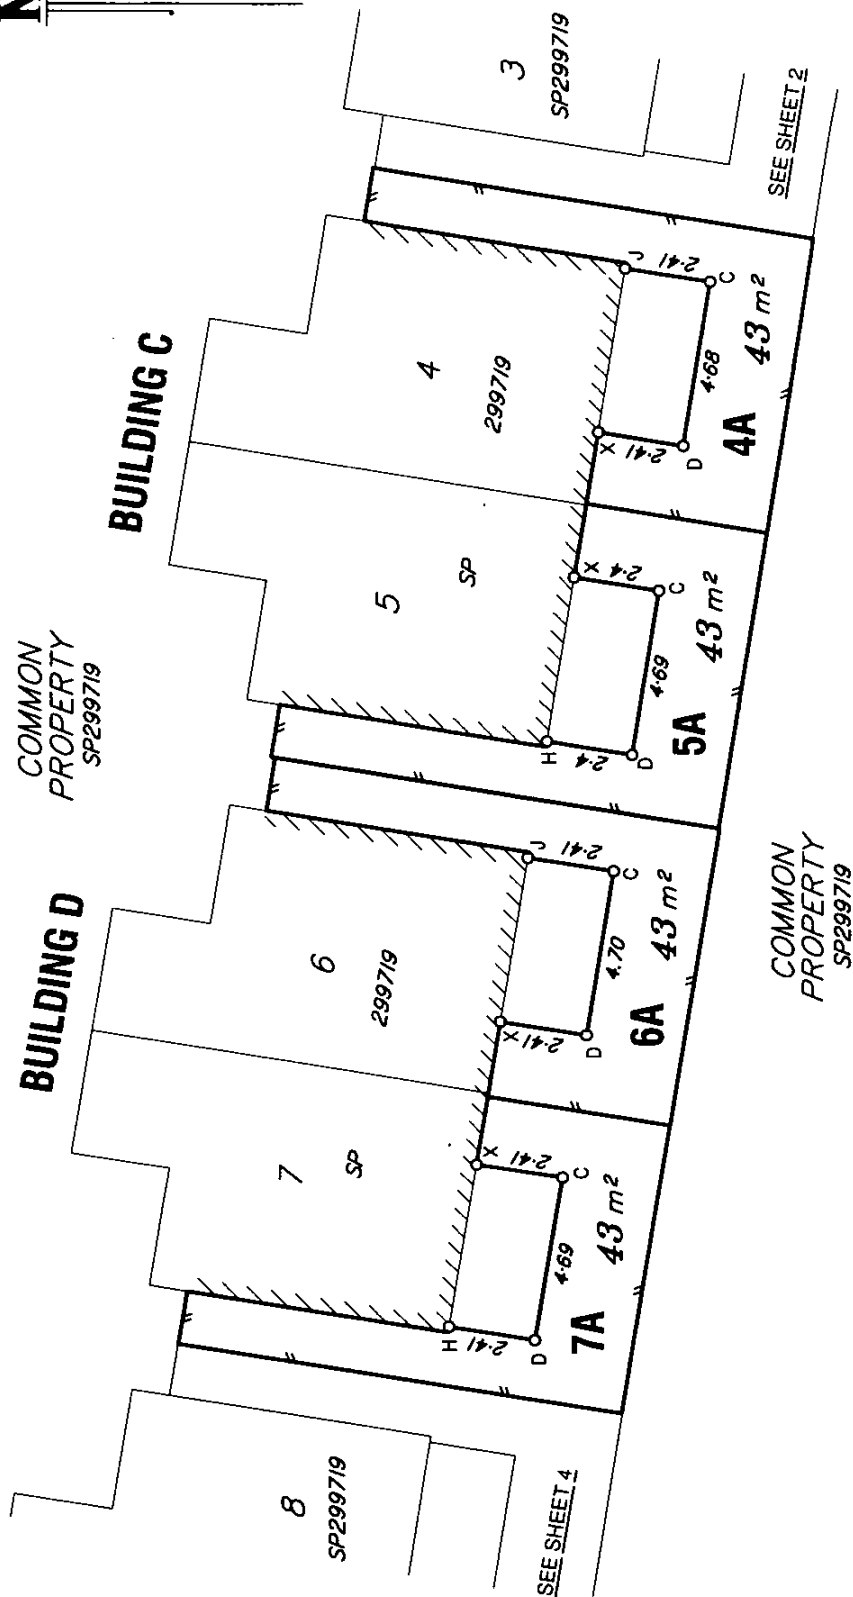 N
BUILDING D
BUILDING C
COMMON
PROPERTY
SP299719
8
SP299719
7
SP
6
299719
5
SP
4
299719
3
SP299719
H
X
X
J
H
X
X
J
2·41
2·41
2·41
2·41
2·4
2·4
2·41
2·41
D
C
D
C
D
C
D
C
4·69
4.70
4·69
4·68
7A
43 m²
6A
43 m²
5A
43 m²
4A
43 m²
SEE SHEET 4
SEE SHEET 2
COMMON
PROPERTY
SP299719